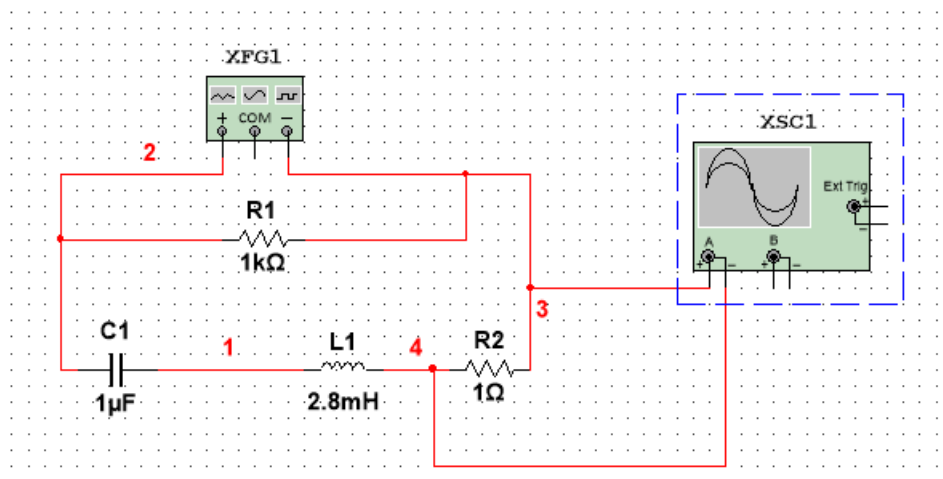 XFG1
+ COM −
2
XSC1
Ext Trig
+
−
R1
1kΩ
A
B
+ − + −
3
C1
1
L1
4
R2
1µF
2.8mH
1Ω